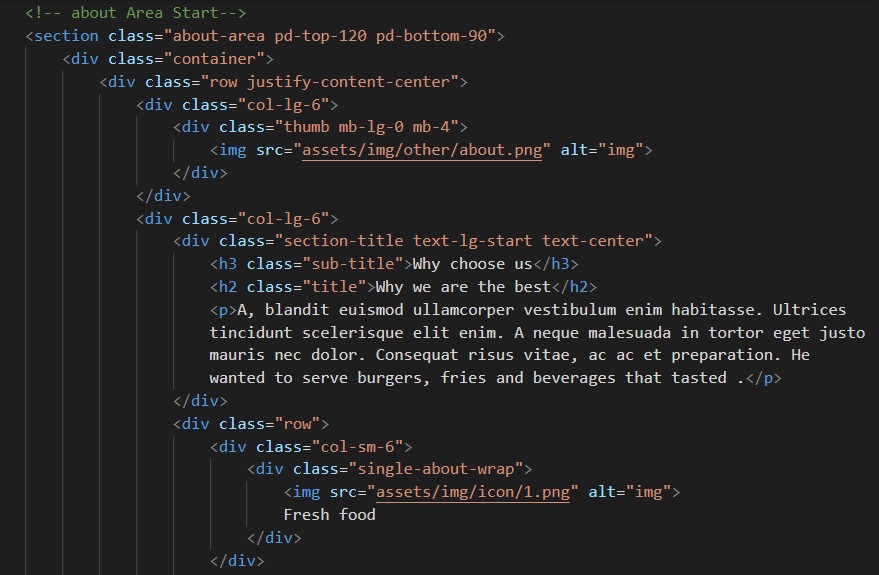 <!-- about Area Start-->
<section class="about-area pd-top-120 pd-bottom-90">
<div class="container">
<div class="row justify-content-center">
<div class="col-lg-6">
<div class="thumb mb-lg-0 mb-4">
<img src="assets/img/other/about.png" alt="img">
</div>
</div>
<div class="col-lg-6">
<div class="section-title text-lg-start text-center">
<h3 class="sub-title">Why choose us</h3>
<h2 class="title">Why we are the best</h2>
<p>A, blandit euismod ullamcorper vestibulum enim habitasse. Ultrices
tincidunt scelerisque elit enim. A neque malesuada in tortor eget justo
mauris nec dolor. Consequat risus vitae, ac ac et preparation. He
wanted to serve burgers, fries and beverages that tasted .</p>
</div>
<div class="row">
<div class="col-sm-6">
<div class="single-about-wrap">
<img src="assets/img/icon/1.png" alt="img">
Fresh food
</div>
</div>